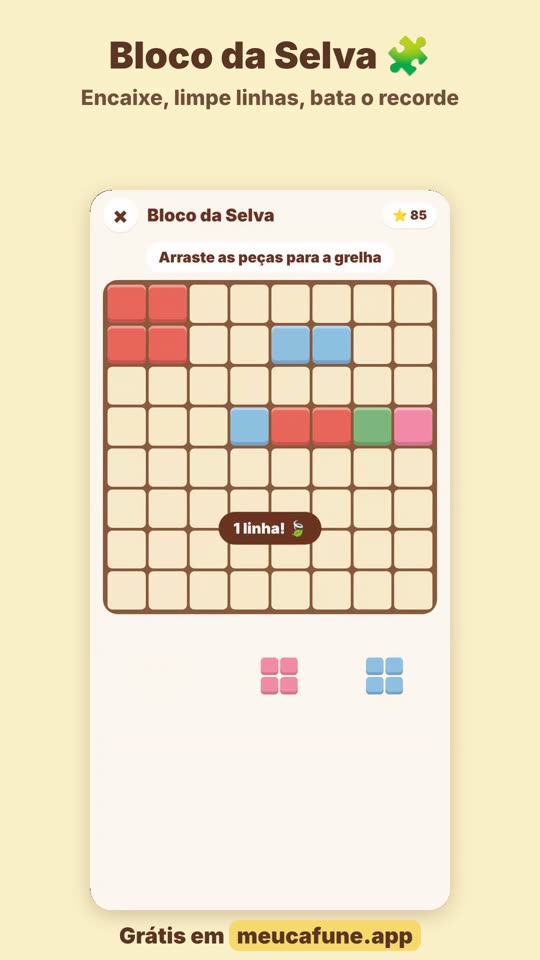 Bloco da Selva 🧩
Encaixe, limpe linhas, bata o recorde
× Bloco da Selva ⭐ 85
Arraste as peças para a grelha
1 linha! 🍃
Grátis em meucafune.app